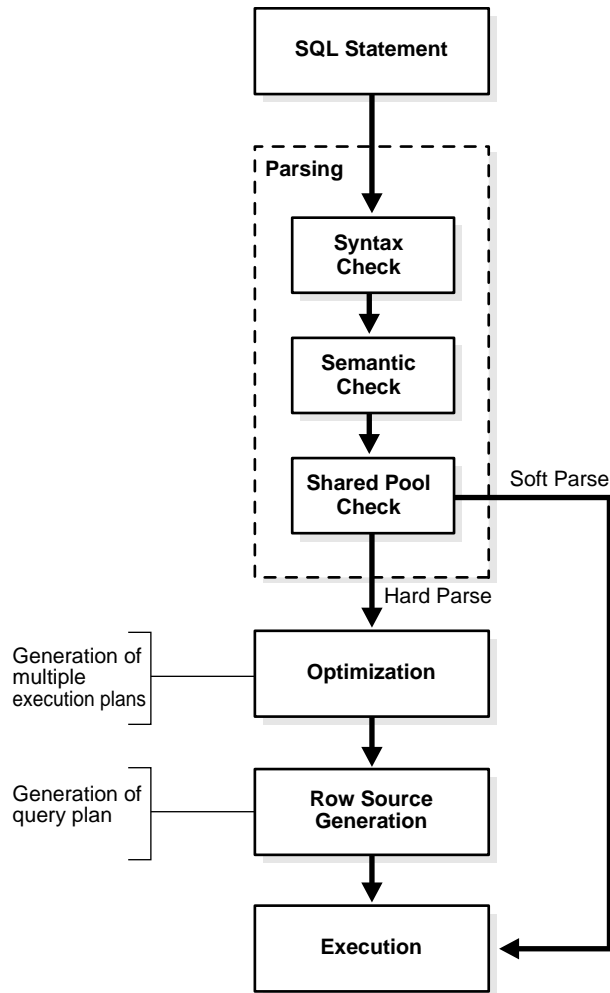 SQL Statement
Parsing
Syntax
Check
Semantic
Check
Shared Pool
Check
Soft Parse
Hard Parse
Generation of
multiple
execution plans
Optimization
Generation of
query plan
Row Source
Generation
Execution